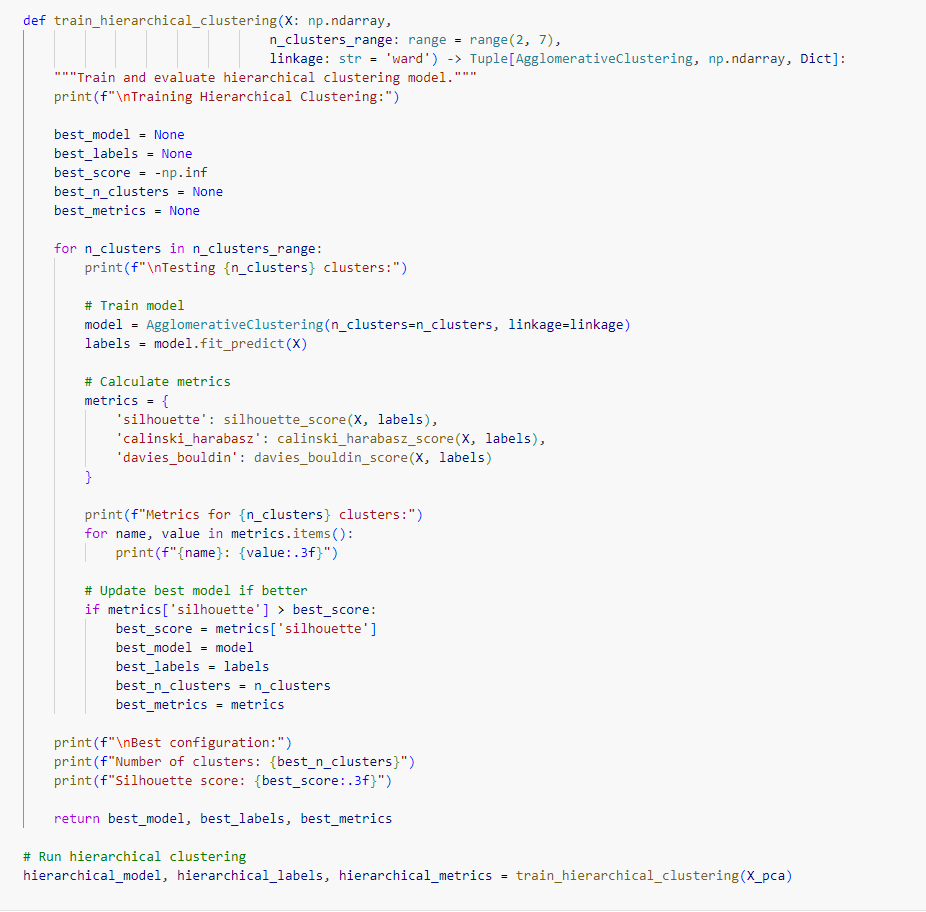 def train_hierarchical_clustering(X: np.ndarray,
                                n_clusters_range: range = range(2, 7),
                                linkage: str = 'ward') -> Tuple[AgglomerativeClustering, np.ndarray, Dict]:
    """Train and evaluate hierarchical clustering model."""
    print(f"\nTraining Hierarchical Clustering:")

    best_model = None
    best_labels = None
    best_score = -np.inf
    best_n_clusters = None
    best_metrics = None

    for n_clusters in n_clusters_range:
        print(f"\nTesting {n_clusters} clusters:")

        # Train model
        model = AgglomerativeClustering(n_clusters=n_clusters, linkage=linkage)
        labels = model.fit_predict(X)

        # Calculate metrics
        metrics = {
            'silhouette': silhouette_score(X, labels),
            'calinski_harabasz': calinski_harabasz_score(X, labels),
            'davies_bouldin': davies_bouldin_score(X, labels)
        }

        print(f"Metrics for {n_clusters} clusters:")
        for name, value in metrics.items():
            print(f"{name}: {value:.3f}")

        # Update best model if better
        if metrics['silhouette'] > best_score:
            best_score = metrics['silhouette']
            best_model = model
            best_labels = labels
            best_n_clusters = n_clusters
            best_metrics = metrics

    print(f"\nBest configuration:")
    print(f"Number of clusters: {best_n_clusters}")
    print(f"Silhouette score: {best_score:.3f}")

    return best_model, best_labels, best_metrics

# Run hierarchical clustering
hierarchical_model, hierarchical_labels, hierarchical_metrics = train_hierarchical_clustering(X_pca)